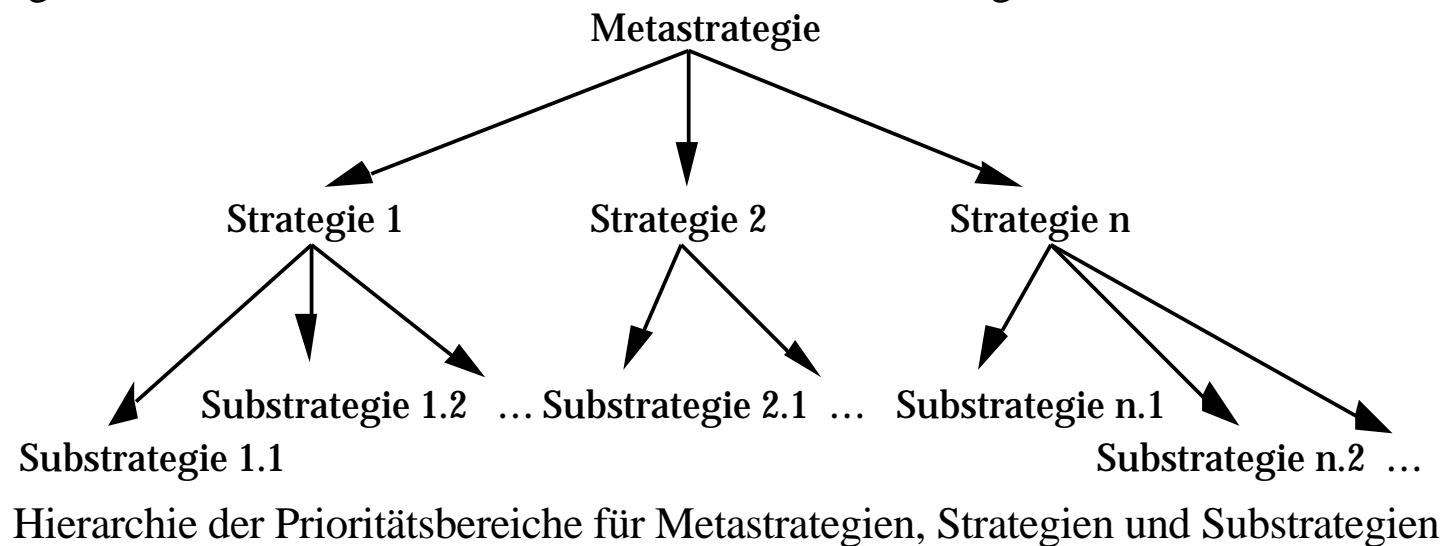 Metastrategie
Strategie 1 Strategie 2 Strategie n
Substrategie 1.2 … Substrategie 2.1 … Substrategie n.1
Substrategie 1.1 Substrategie n.2 …
Hierarchie der Prioritätsbereiche für Metastrategien, Strategien und Substrategien